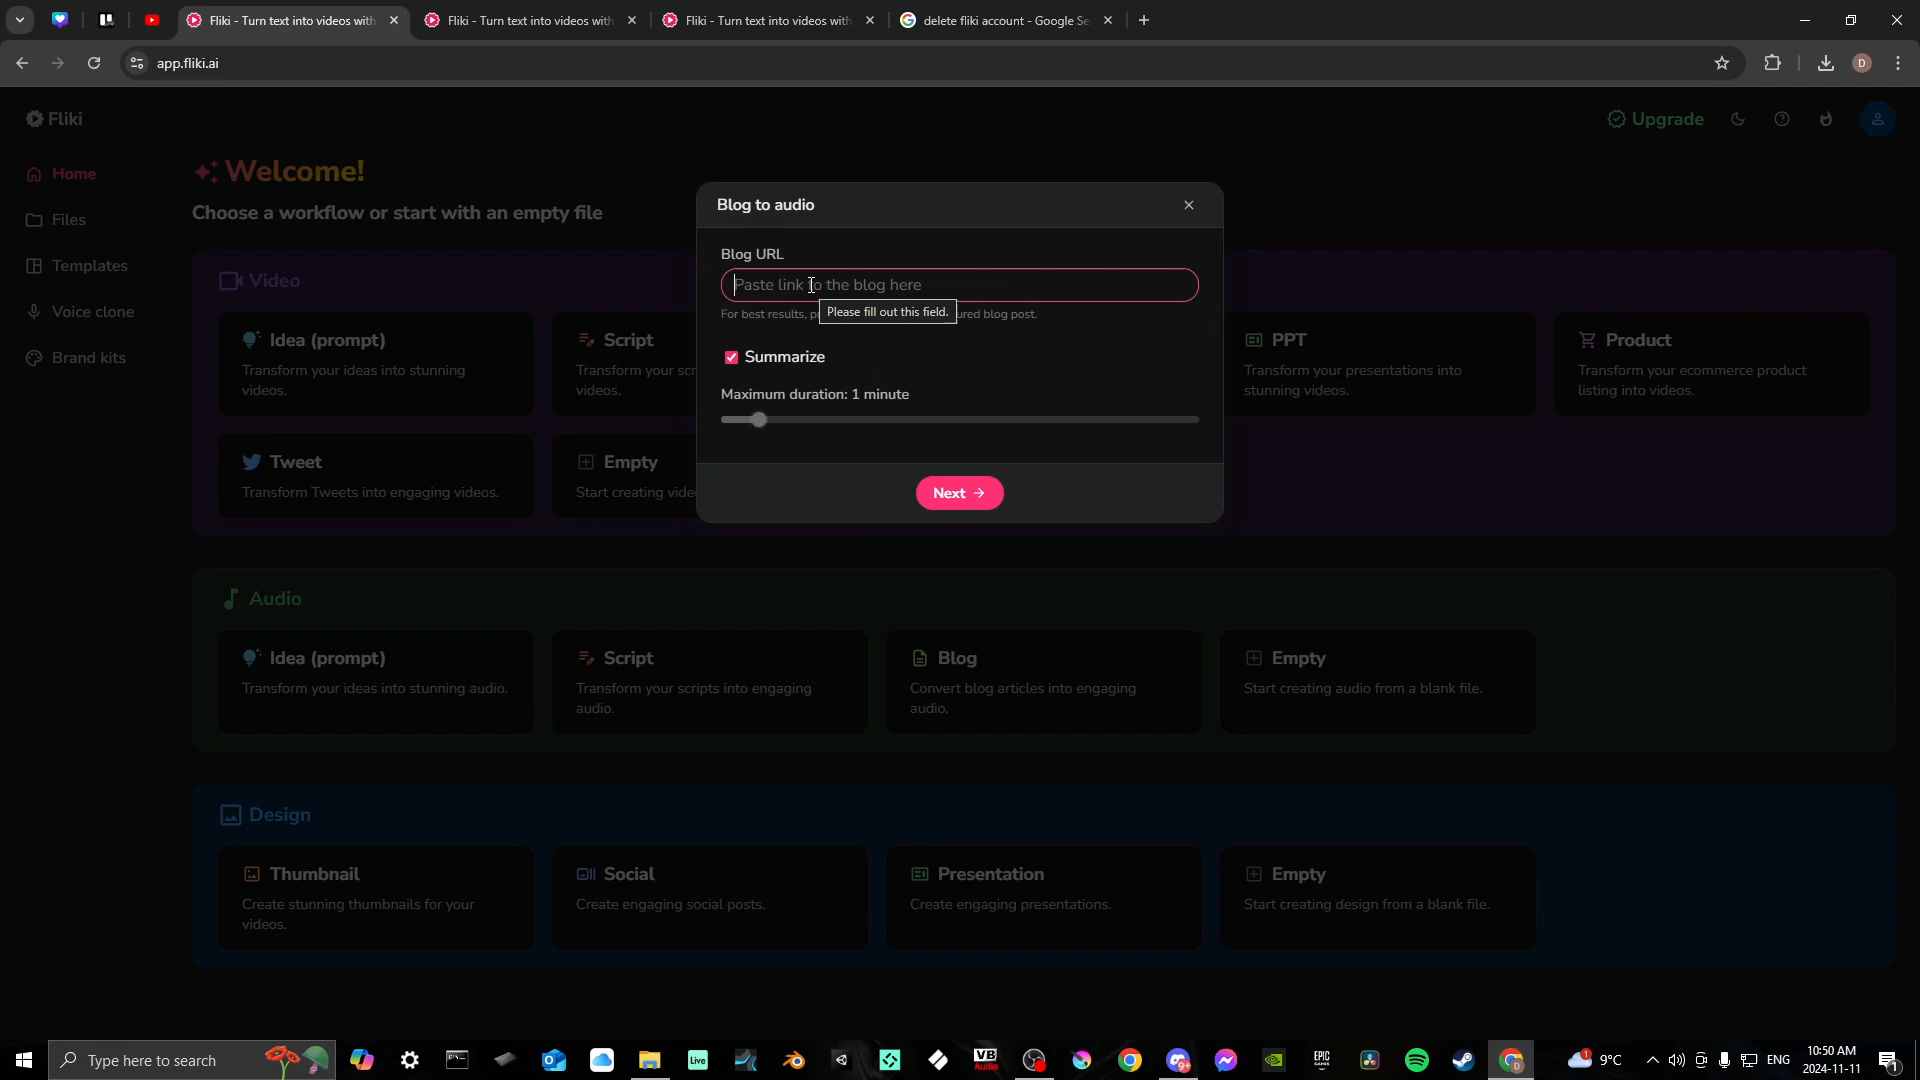 Fliki - Turn text into videos with
Fliki - Turn text into videos with
Fliki - Turn text into videos with
delete fliki account - Google Se
app.fliki.ai
D
Fliki
Upgrade
Home
Files
Templates
Voice clone
Brand kits
Welcome!
Choose a workflow or start with an empty file
Video
Idea (prompt)
Transform your ideas into stunning
videos.
Script
Transform your scr
videos.
PPT
Transform your presentations into
stunning videos.
Product
Transform your ecommerce product
listing into videos.
Tweet
Transform Tweets into engaging videos.
Empty
Start creating vide
Blog to audio
Blog URL
Paste link to the blog here
Please fill out this field.
For best results, pr
ured blog post.
Summarize
Maximum duration: 1 minute
Next
Audio
Idea (prompt)
Transform your ideas into stunning audio.
Script
Transform your scripts into engaging
audio.
Blog
Convert blog articles into engaging
audio.
Empty
Start creating audio from a blank file.
Design
Thumbnail
Create stunning thumbnails for your
videos.
Social
Create engaging social posts.
Presentation
Create engaging presentations.
Empty
Start creating design from a blank file.
Type here to search
Live
VB
Audio
9+
EPIC
GAMES
D
1
9°C
ENG
10:50 AM
2024-11-11
1